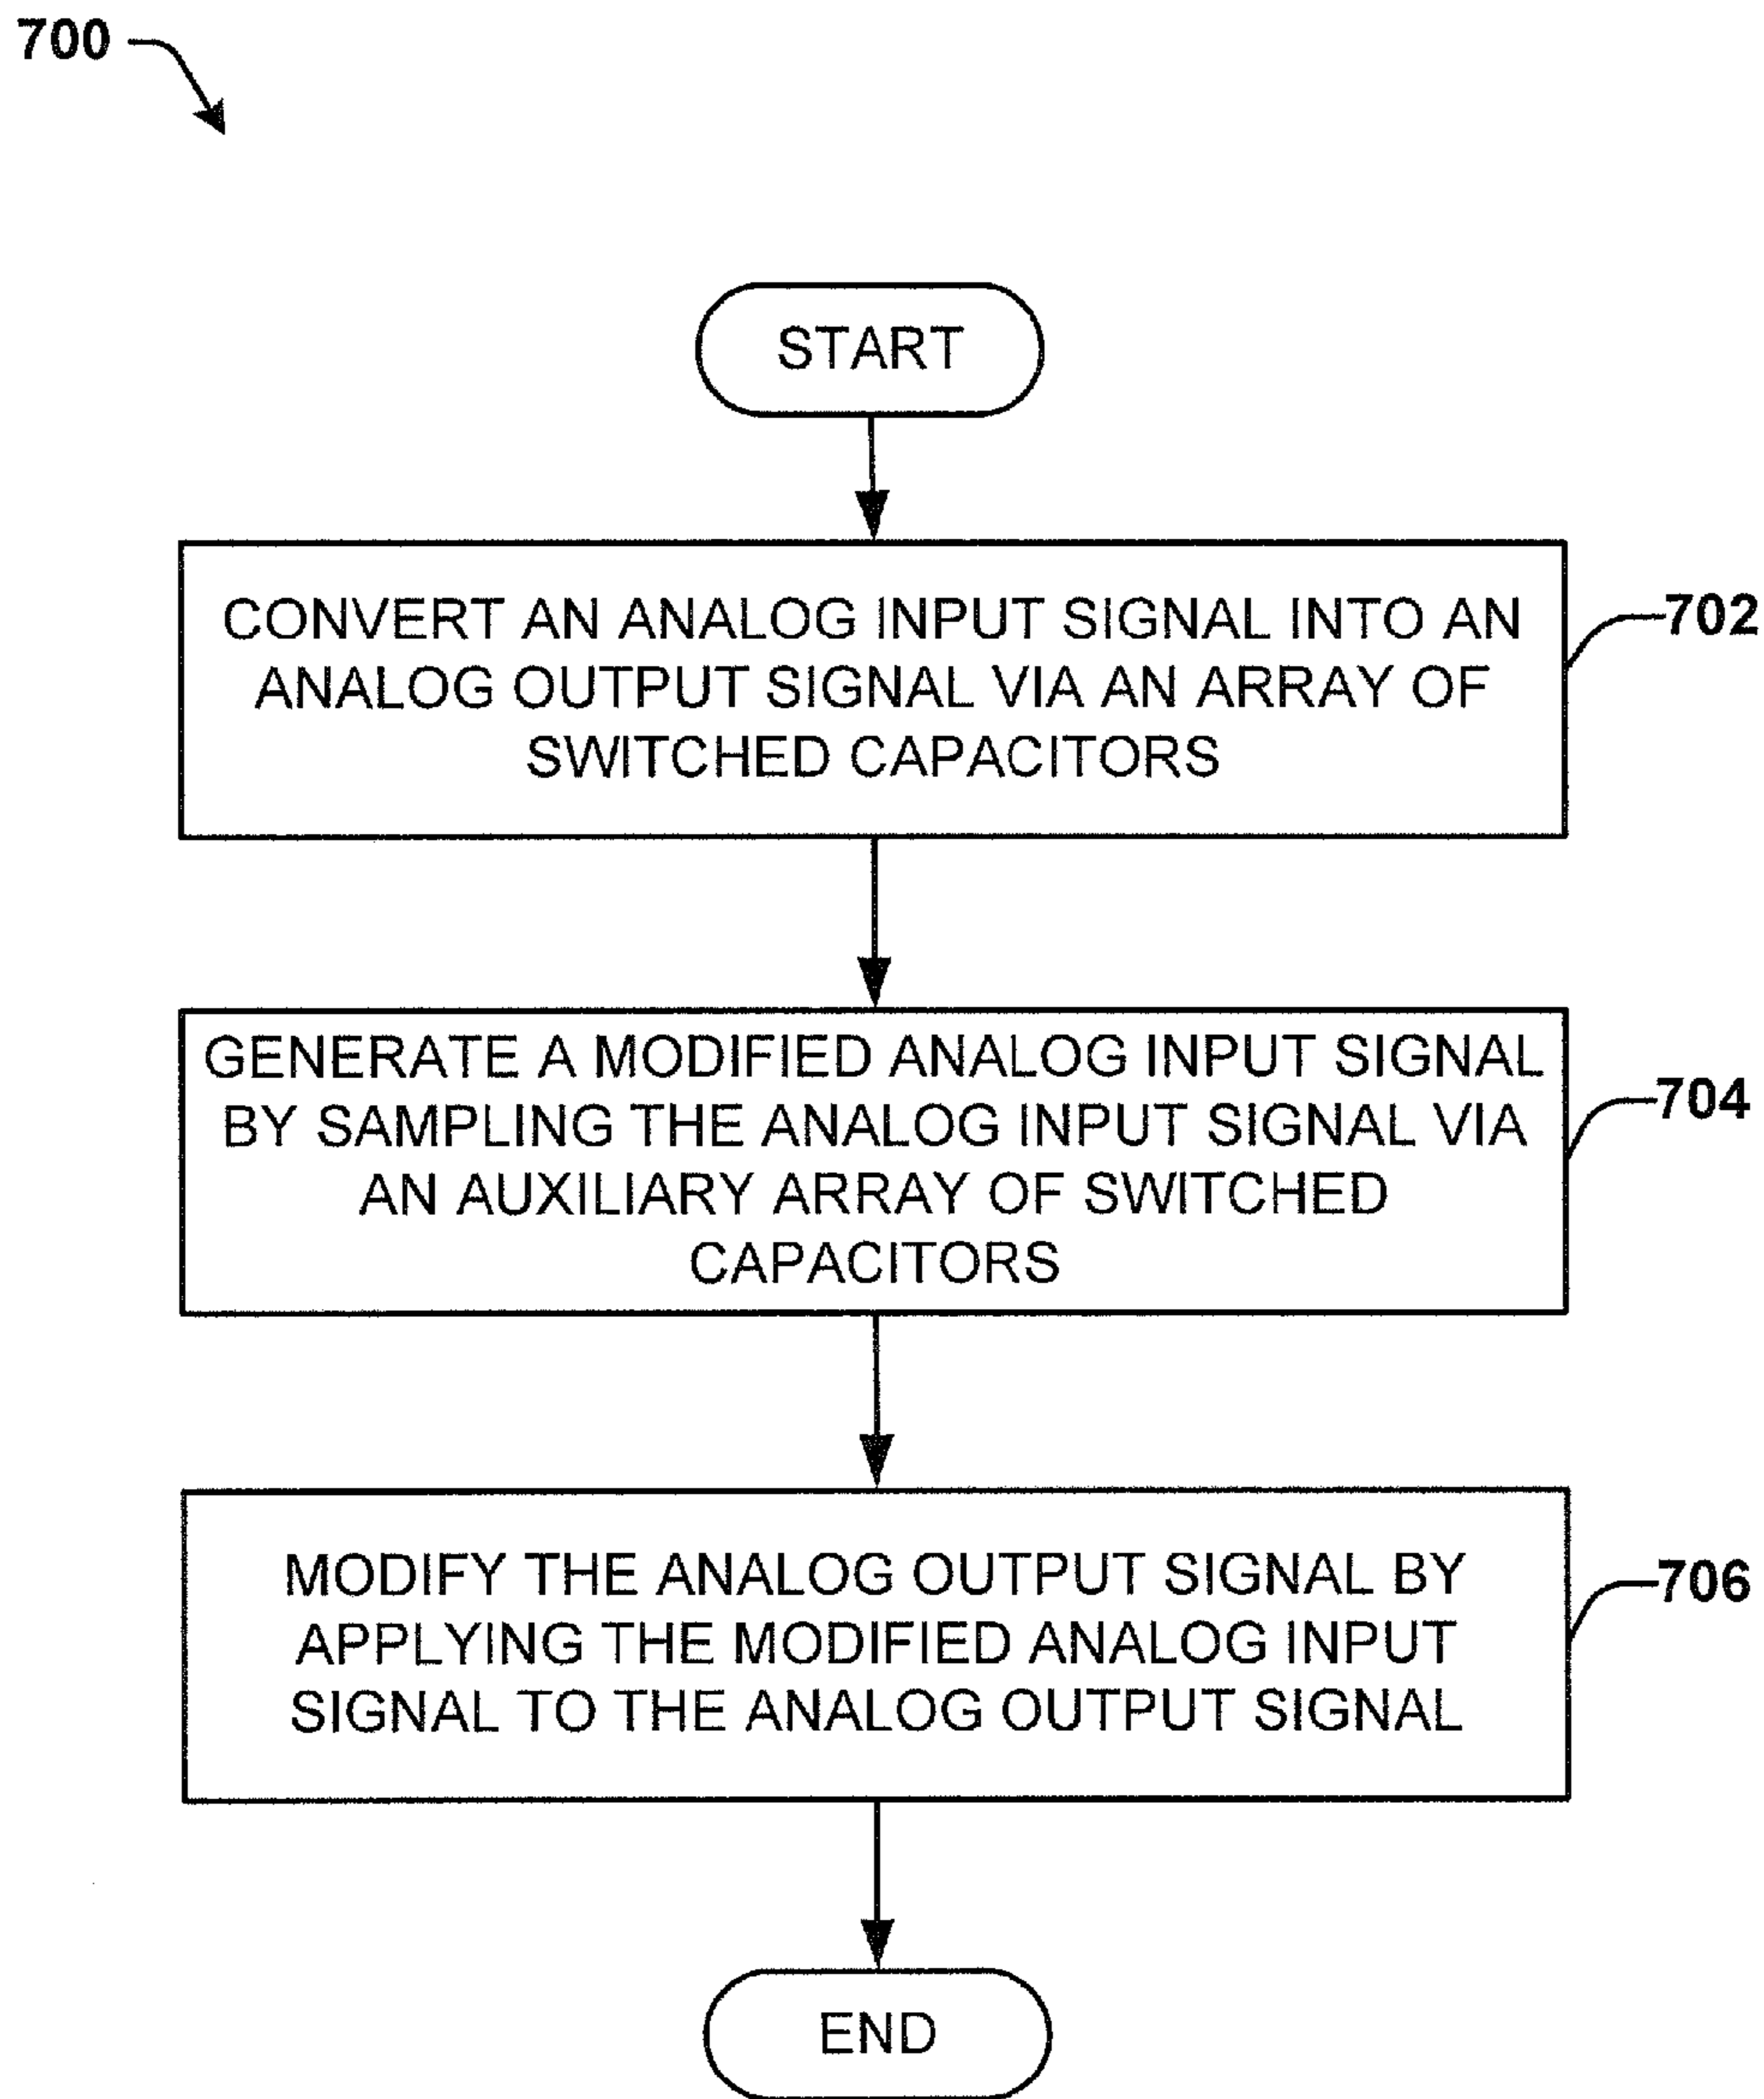 700
START
CONVERT AN ANALOG INPUT SIGNAL INTO AN
ANALOG OUTPUT SIGNAL VIA AN ARRAY OF
SWITCHED CAPACITORS
702
GENERATE A MODIFIED ANALOG INPUT SIGNAL
BY SAMPLING THE ANALOG INPUT SIGNAL VIA
AN AUXILIARY ARRAY OF SWITCHED
CAPACITORS
704
MODIFY THE ANALOG OUTPUT SIGNAL BY
APPLYING THE MODIFIED ANALOG INPUT
SIGNAL TO THE ANALOG OUTPUT SIGNAL
706
END